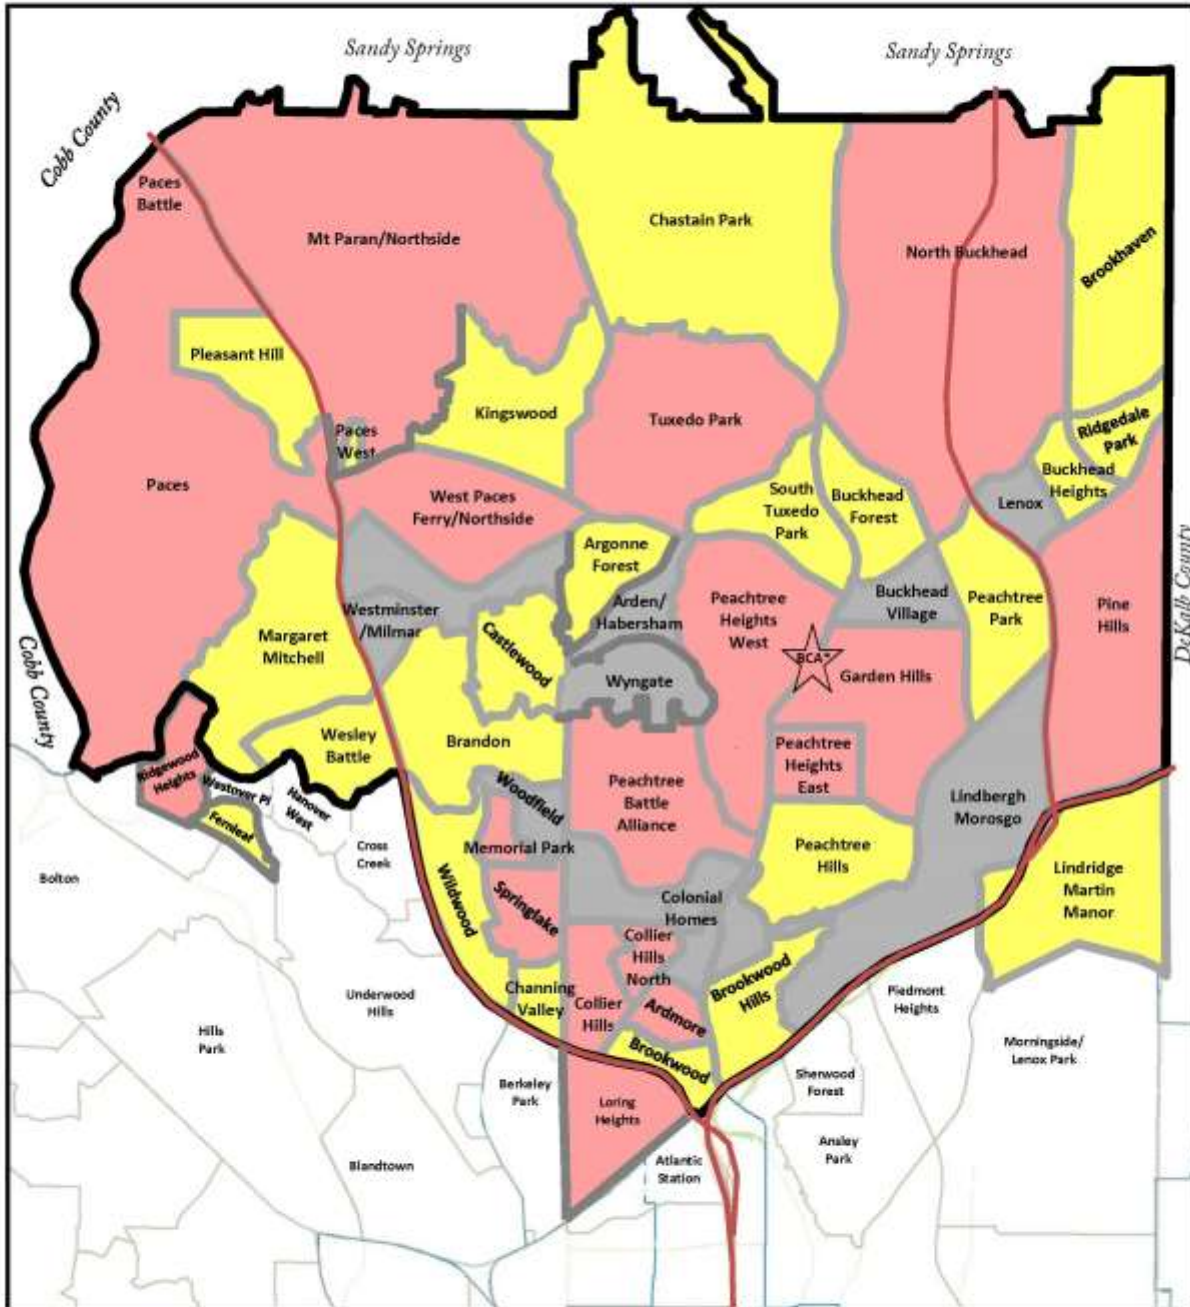 Sandy Springs
Sandy Springs
Cobb County
Paces
Battle
Mt Paran/Northside
Chastain Park
North Buckhead
Brookhaven
Pleasant Hill
Kingswood
Tuxedo Park
Ridgedale
Park
Paces
West
Buckhead
Heights
Paces
West Paces
Ferry/Northside
South
Tuxedo
Park
Buckhead
Forest
Lenox
Argonne
Forest
DeKalb County
Westminster
/Milmar
Arden/
Habersham
Peachtree
Heights
West
Buckhead
Village
Peachtree
Park
Pine
Hills
Margaret
Mitchell
Castlewood
BCA*
Garden Hills
Wyngate
Cobb County
Wesley
Battle
Brandon
Peachtree
Heights
East
Ridgewood
Heights
Westover Pl
Hanover
West
Woodfield
Peachtree
Battle
Alliance
Lindbergh
Morosgo
Fernleaf
Cross
Creek
Memorial Park
Peachtree
Hills
Bolton
Wildwood
Springlake
Colonial
Homes
Lindridge
Martin
Manor
Collier
Hills
North
Channing
Valley
Collier
Hills
Ardmore
Brookwood
Hills
Piedmont
Heights
Underwood
Hills
Hills
Park
Brookwood
Morningside/
Lenox Park
Berkeley
Park
Loring
Heights
Sherwood
Forest
Blandtown
Atlantic
Station
Ansley
Park